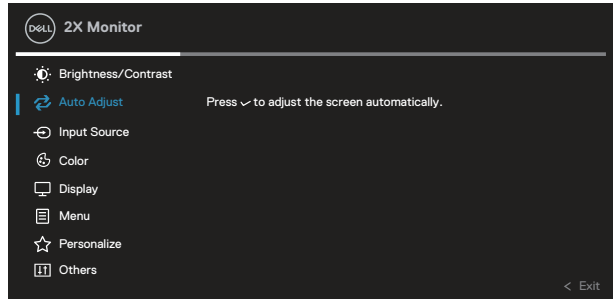 DELL 2X Monitor
Brightness/Contrast
Auto Adjust Press ✓ to adjust the screen automatically.
Input Source
Color
Display
Menu
Personalize
Others
< Exit